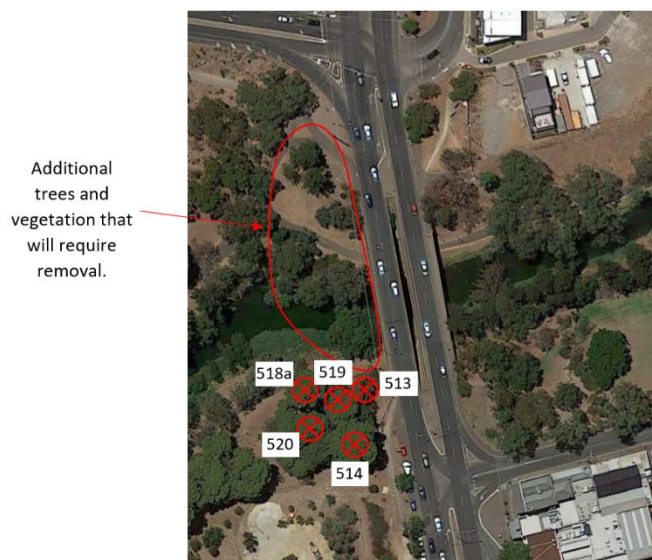 Additional
trees and
vegetation that
will require
removal.
518a
519
513
520
514